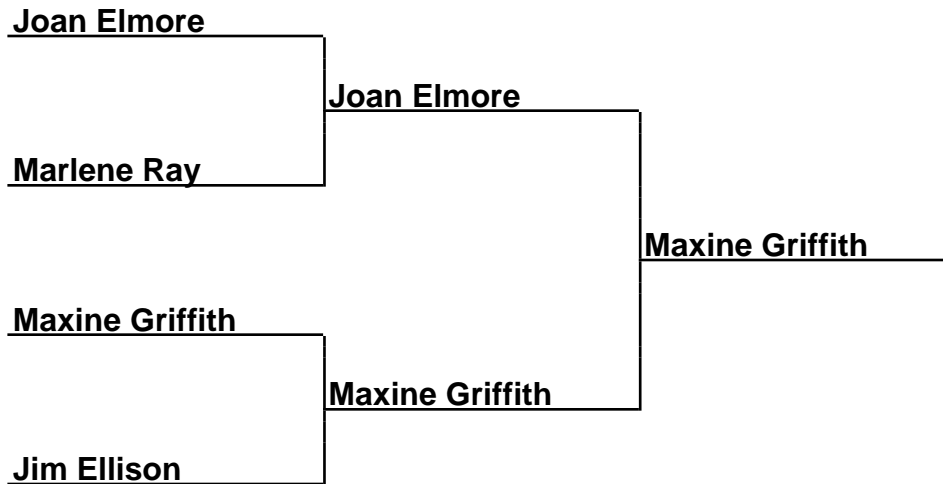 Joan Elmore
Joan Elmore
Marlene Ray
Maxine Griffith
Maxine Griffith
Maxine Griffith
Jim Ellison